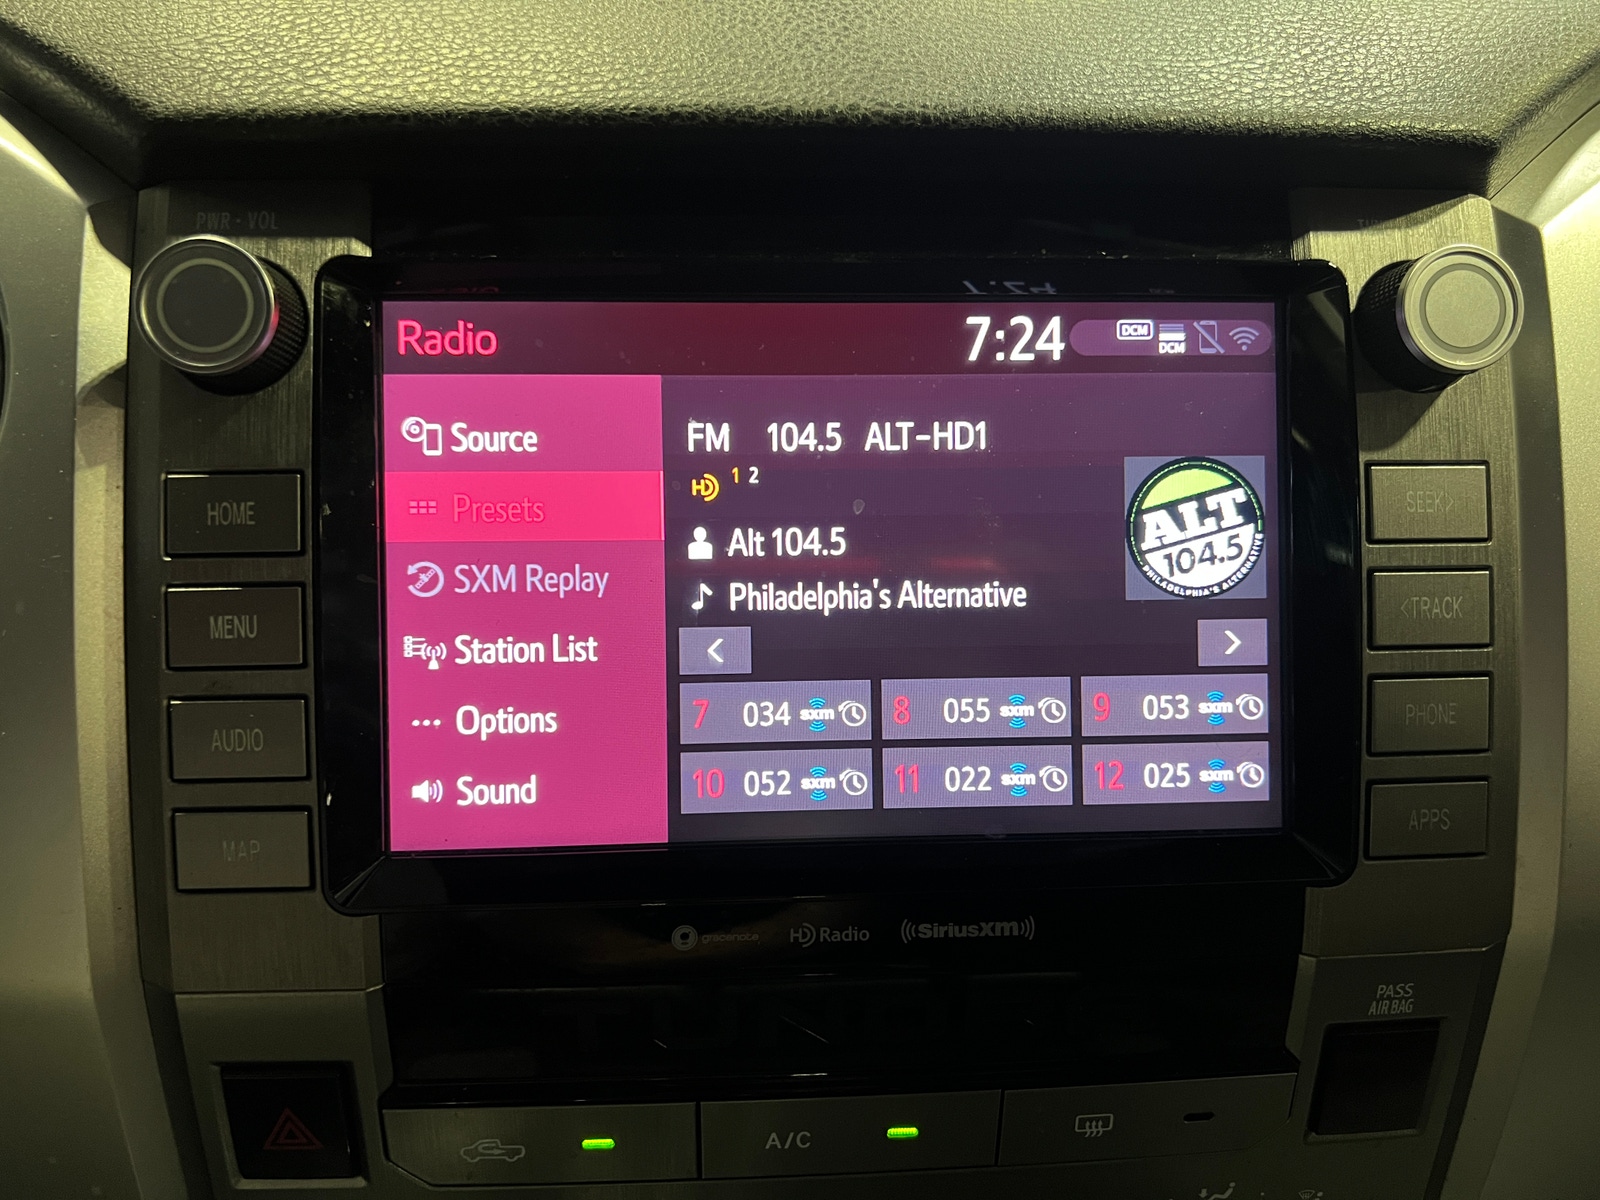 PWR • VOL
Radio
7:24
DCM
DCM
Source
Presets
SXM Replay
Station List
Options
Sound
FM 104.5 ALT-HD1
HD 1 2
Alt 104.5
Philadelphia's Alternative
ALT
104.5
PHILADELPHIA'S ALTERNATIVE
7 034 sxm
8 055 sxm
9 053 sxm
10 052 sxm
11 022 sxm
12 025 sxm
HOME
MENU
AUDIO
MAP
SEEK>
<TRACK
PHONE
APPS
gracenote
HD Radio
((SiriusXM))
PASS
AIR BAG
A/C